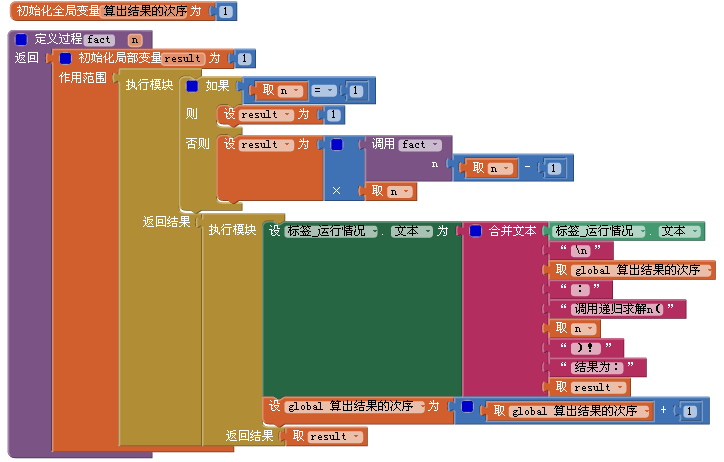 初始化全局变量 算出结果的次序 为 1
定义过程 fact n
返回 初始化局部变量 result 为 1
作用范围 执行模块 如果 取 n = 1
则 设 result 为 1
否则 设 result 为 调用 fact
n 取 n - 1
× 取 n
返回结果 执行模块 设 标签_运行情况 . 文本 为 合并文本 标签_运行情况 . 文本
“ \n ”
取 global 算出结果的次序
“ : ”
“ 调用递归求解n( ”
取 n
“ )! ”
“ 结果为: ”
取 result
设 global 算出结果的次序 为 取 global 算出结果的次序 + 1
返回结果 取 result